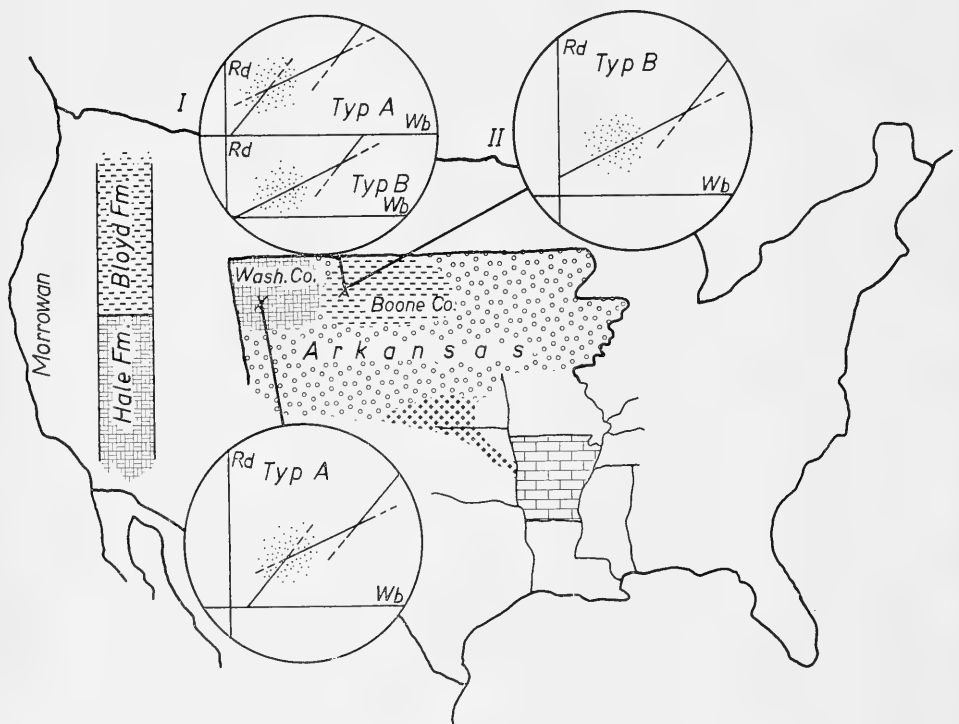 I
Rd
Typ A
Wb
Rd
Typ B
Wb
II
Rd
Typ B
Wb
Morrowan
Bloyd Fm.
Hale Fm.
Wash. Co.
x
x
Boone Co.
Arkansas
Rd
Typ A
Wb